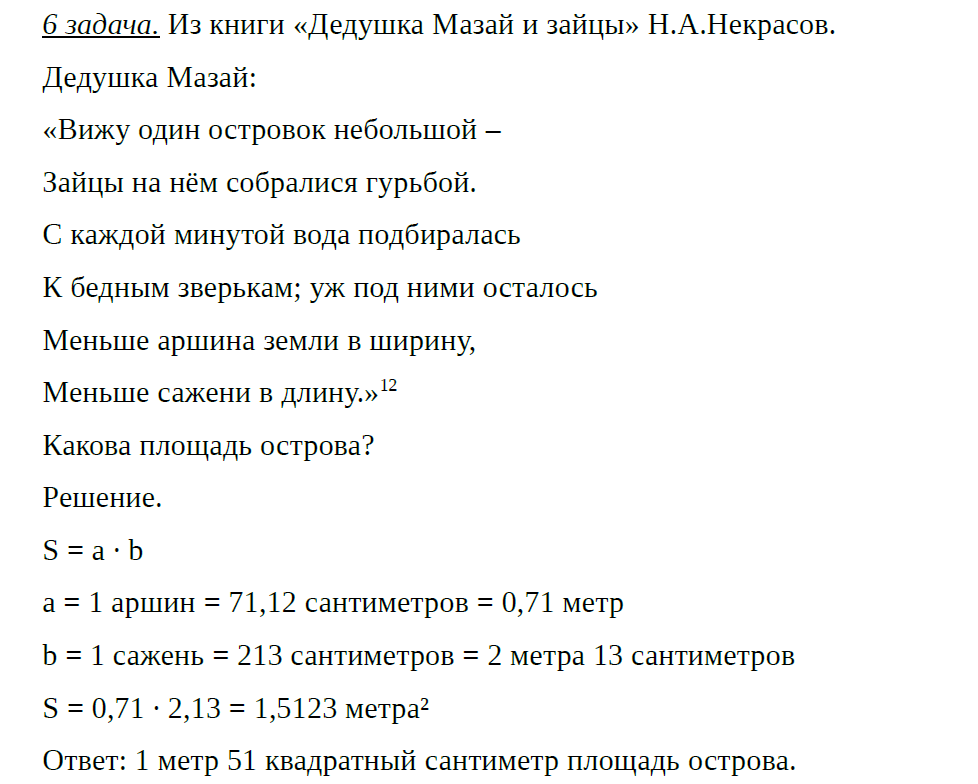 6 задача. Из книги «Дедушка Мазай и зайцы» Н.А.Некрасов.
Дедушка Мазай:
«Вижу один островок небольшой –
Зайцы на нём собралися гурьбой.
С каждой минутой вода подбиралась
К бедным зверькам; уж под ними осталось
Меньше аршина земли в ширину,
Меньше сажени в длину.»¹²
Какова площадь острова?
Решение.
S = a · b
a = 1 аршин = 71,12 сантиметров = 0,71 метр
b = 1 сажень = 213 сантиметров = 2 метра 13 сантиметров
S = 0,71 · 2,13 = 1,5123 метра²
Ответ: 1 метр 51 квадратный сантиметр площадь острова.